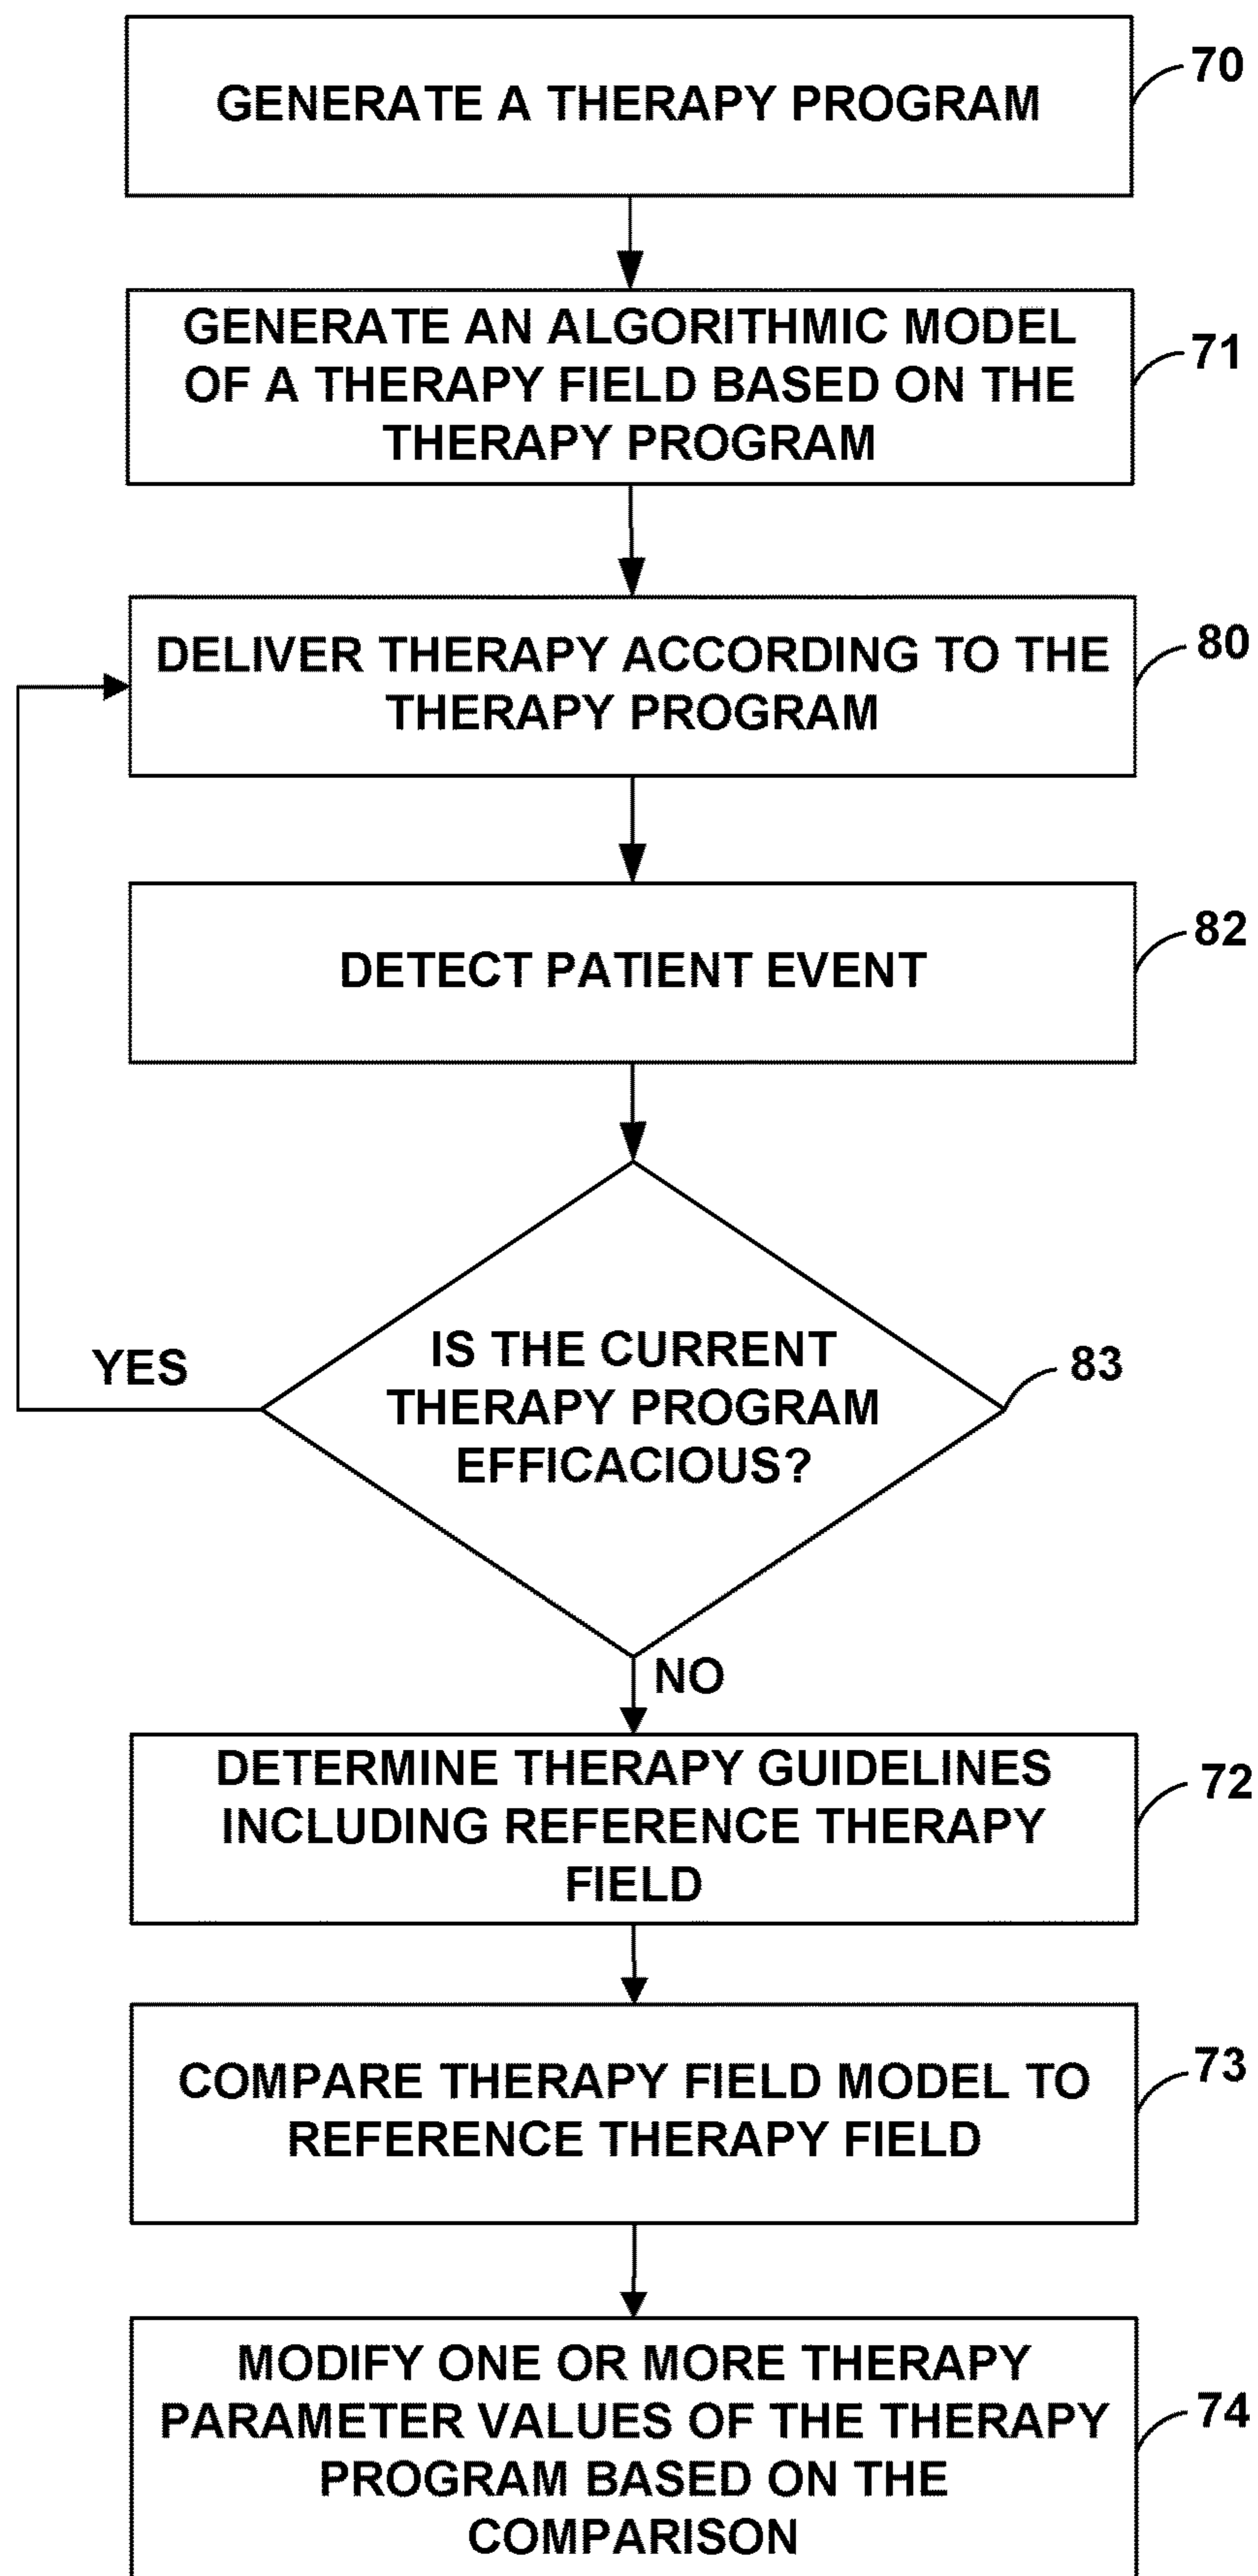 GENERATE A THERAPY PROGRAM
70
GENERATE AN ALGORITHMIC MODEL
OF A THERAPY FIELD BASED ON THE
THERAPY PROGRAM
71
DELIVER THERAPY ACCORDING TO THE
THERAPY PROGRAM
80
DETECT PATIENT EVENT
82
IS THE CURRENT
THERAPY PROGRAM
EFFICACIOUS?
83
YES
NO
DETERMINE THERAPY GUIDELINES
INCLUDING REFERENCE THERAPY
FIELD
72
COMPARE THERAPY FIELD MODEL TO
REFERENCE THERAPY FIELD
73
MODIFY ONE OR MORE THERAPY
PARAMETER VALUES OF THE THERAPY
PROGRAM BASED ON THE
COMPARISON
74